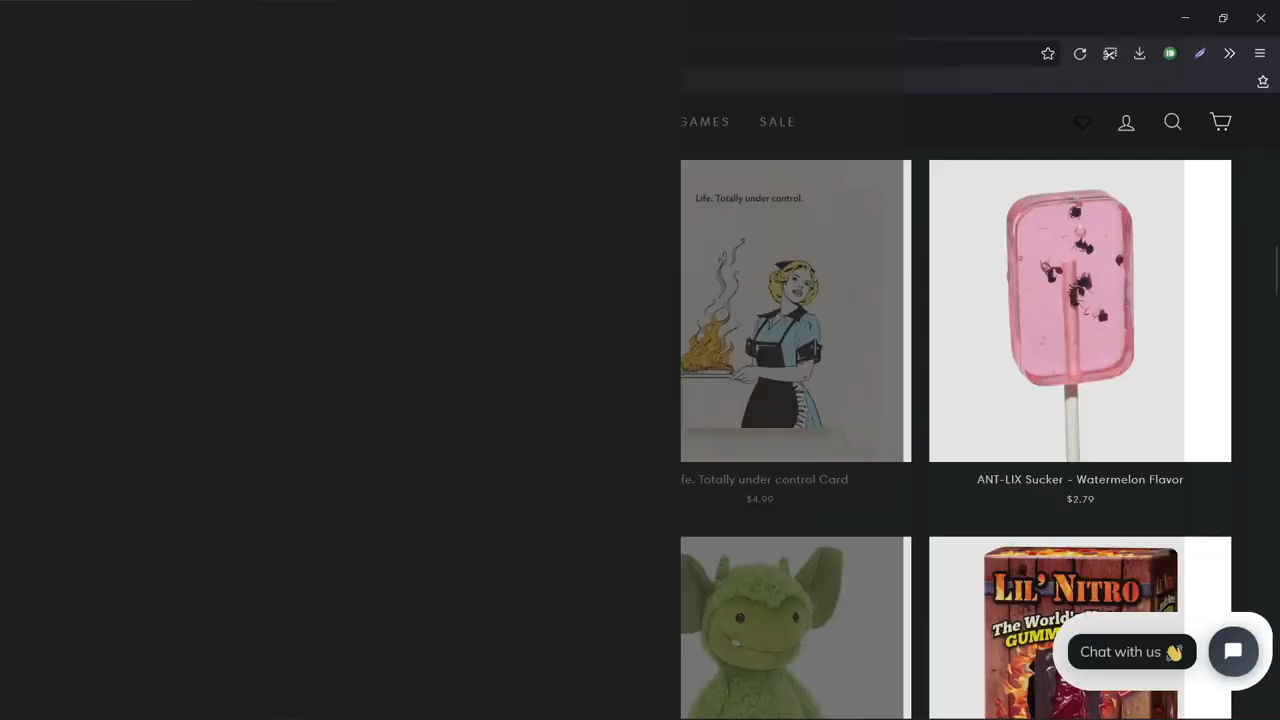 GAMES SALE
Life. Totally under control.
fe. Totally under control Card
$4.99
ANT-LIX Sucker - Watermelon Flavor
$2.79
LIL' NITRO
The World's
GUMM
Chat with us 👋